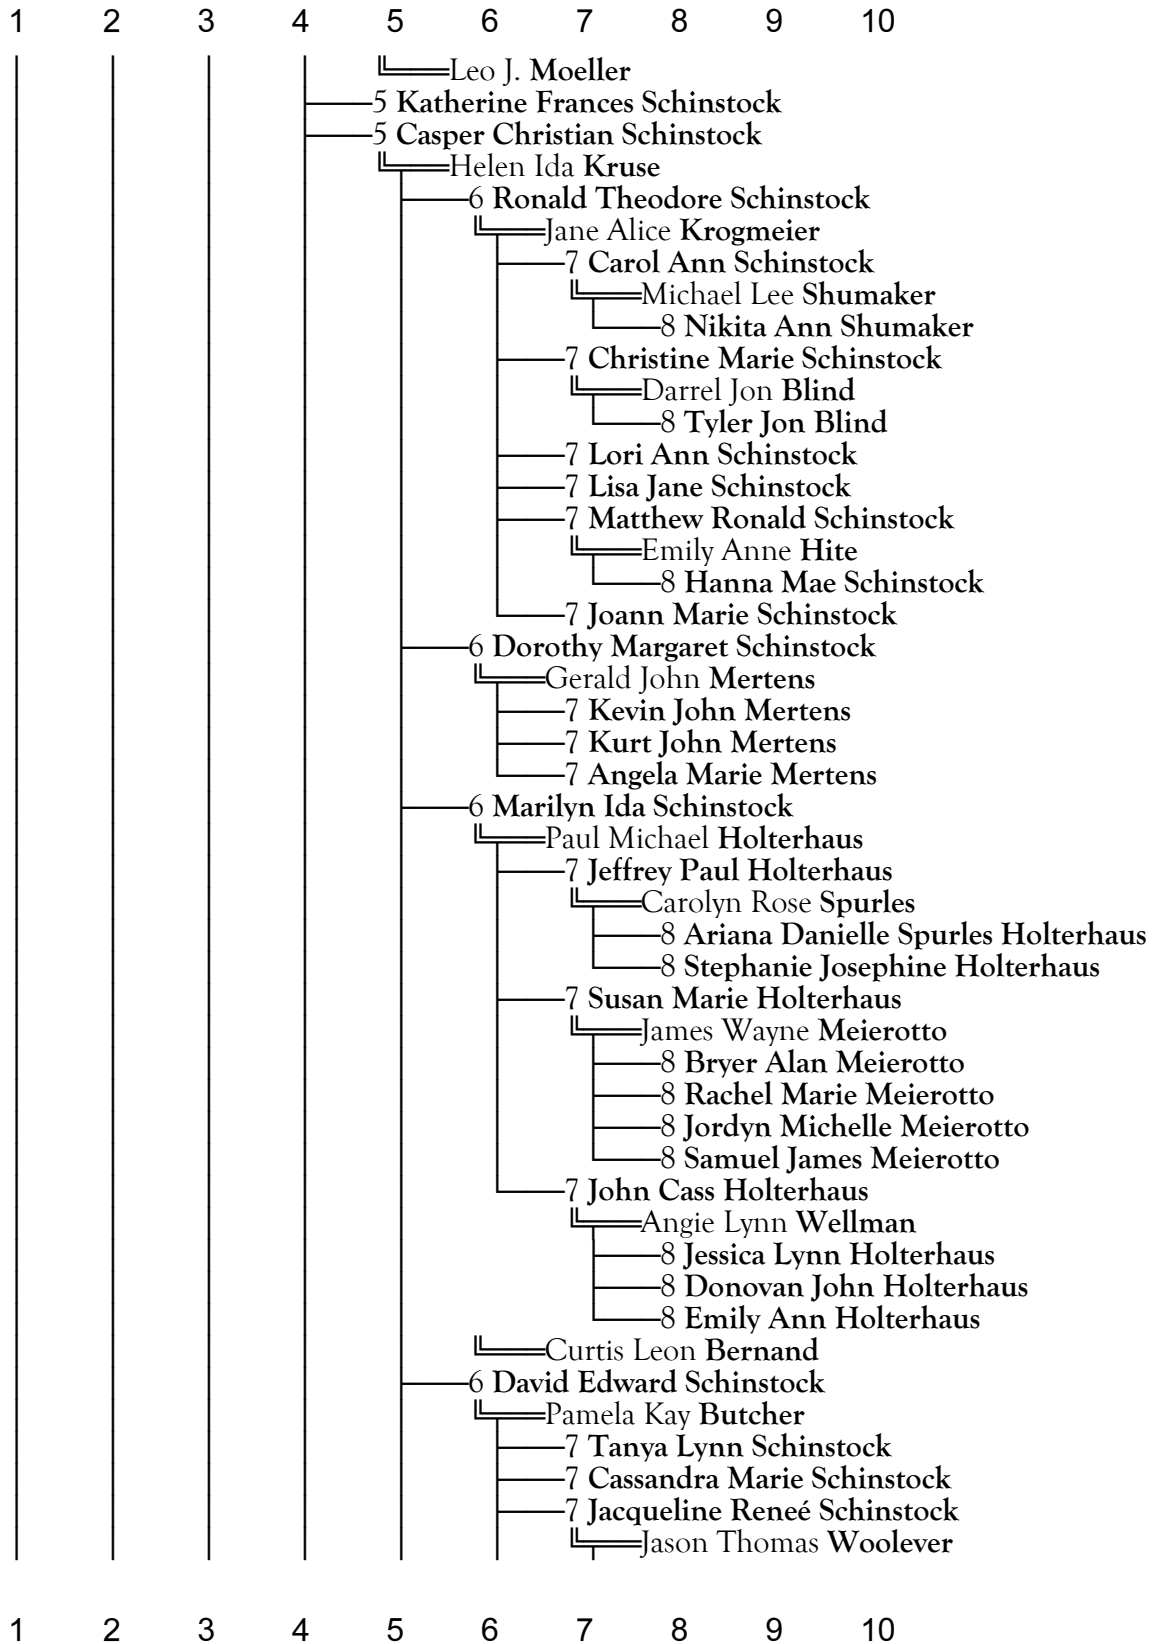 1 2 3 4 5 6 7 8 9 10
Leo J. Moeller
5 Katherine Frances Schinstock
5 Casper Christian Schinstock
Helen Ida Kruse
6 Ronald Theodore Schinstock
Jane Alice Krogmeier
7 Carol Ann Schinstock
Michael Lee Shumaker
8 Nikita Ann Shumaker
7 Christine Marie Schinstock
Darrel Jon Blind
8 Tyler Jon Blind
7 Lori Ann Schinstock
7 Lisa Jane Schinstock
7 Matthew Ronald Schinstock
Emily Anne Hite
8 Hanna Mae Schinstock
7 Joann Marie Schinstock
6 Dorothy Margaret Schinstock
Gerald John Mertens
7 Kevin John Mertens
7 Kurt John Mertens
7 Angela Marie Mertens
6 Marilyn Ida Schinstock
Paul Michael Holterhaus
7 Jeffrey Paul Holterhaus
Carolyn Rose Spurles
8 Ariana Danielle Spurles Holterhaus
8 Stephanie Josephine Holterhaus
7 Susan Marie Holterhaus
James Wayne Meierotto
8 Bryer Alan Meierotto
8 Rachel Marie Meierotto
8 Jordyn Michelle Meierotto
8 Samuel James Meierotto
7 John Cass Holterhaus
Angie Lynn Wellman
8 Jessica Lynn Holterhaus
8 Donovan John Holterhaus
8 Emily Ann Holterhaus
Curtis Leon Bernand
6 David Edward Schinstock
Pamela Kay Butcher
7 Tanya Lynn Schinstock
7 Cassandra Marie Schinstock
7 Jacqueline Reneé Schinstock
Jason Thomas Woolever
1 2 3 4 5 6 7 8 9 10